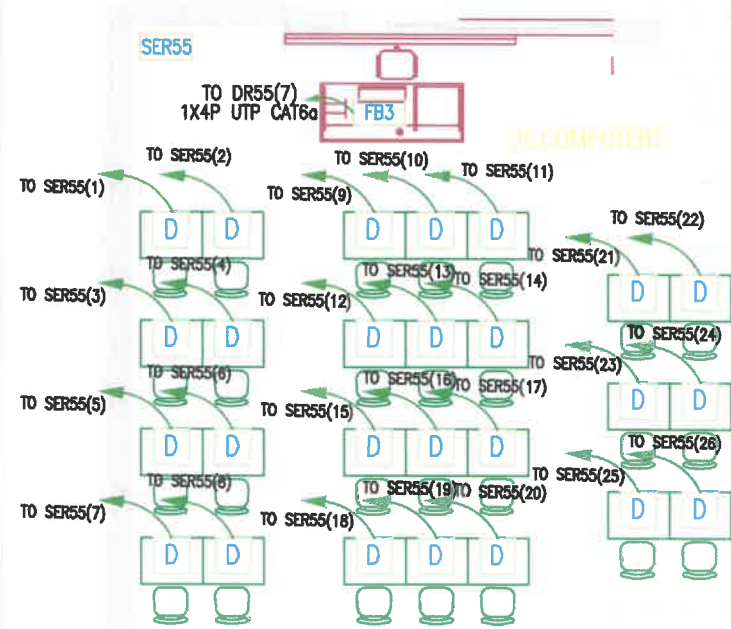 SER55
TO DR55(7)
1X4P UTP CAT6a
FB3
26 COMPUTERS
TO SER55(1)
TO SER55(2)
TO SER55(9)
TO SER55(10)
TO SER55(11)
D D
D D D
TO SER55(21)
TO SER55(22)
D D
TO SER55(3)
TO SER55(4)
TO SER55(12)
TO SER55(13)
TO SER55(14)
D D
D D D
TO SER55(23)
TO SER55(24)
D D
TO SER55(5)
TO SER55(6)
TO SER55(15)
TO SER55(16)
TO SER55(17)
D D
D D D
TO SER55(25)
TO SER55(26)
D D
TO SER55(7)
TO SER55(8)
TO SER55(18)
TO SER55(19)
TO SER55(20)
D D
D D D